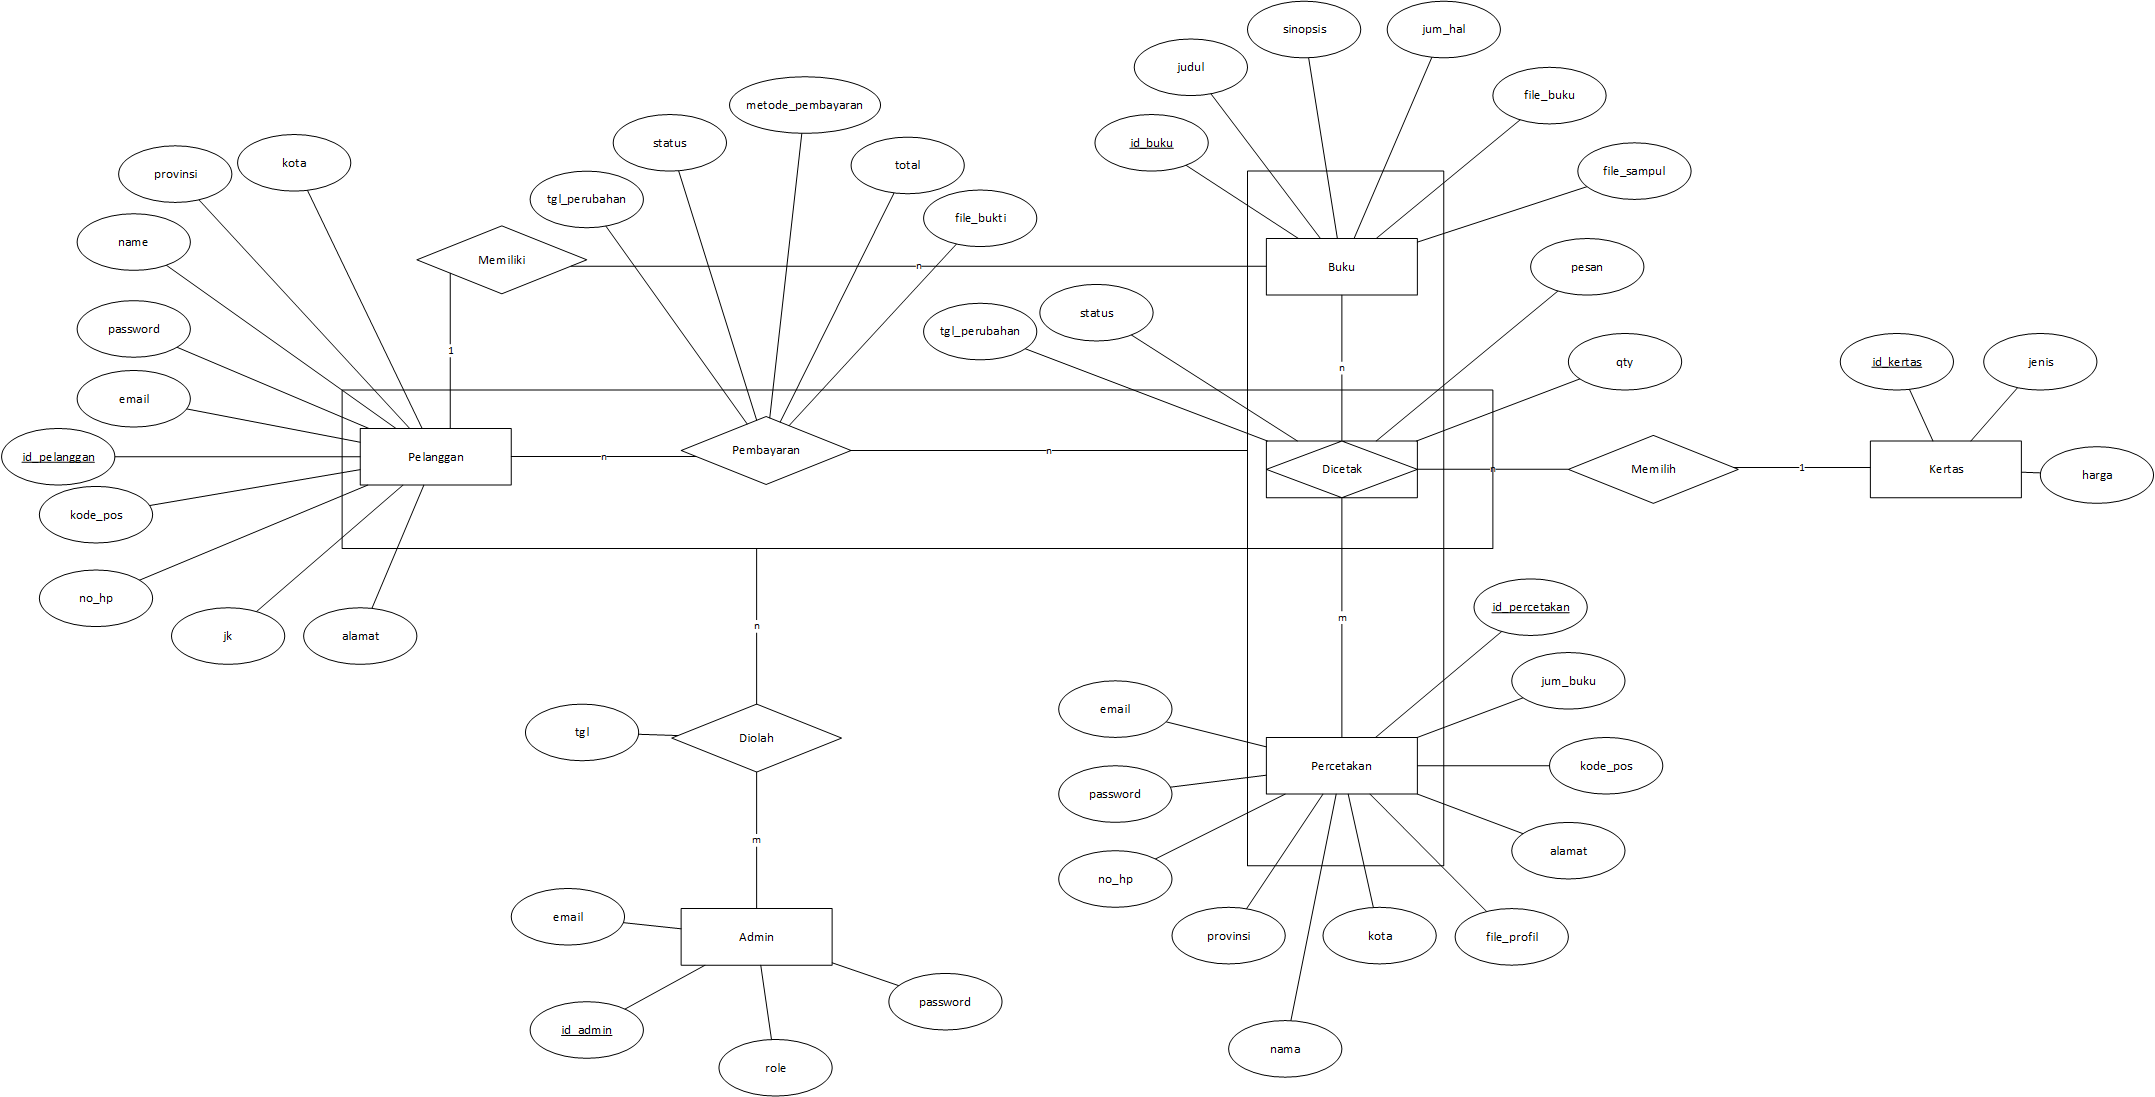 sinopsis
jum_hal
judul
file_buku
metode_pembayaran
id_buku
status
kota
total
file_sampul
provinsi
tgl_perubahan
file_bukti
name
Memiliki
n
Buku
pesan
status
password
tgl_perubahan
1
n
qty
id_kertas
jenis
email
Pembayaran
id_pelanggan
Pelanggan
n
n
Dicetak
n
Memilih
1
Kertas
harga
kode_pos
no_hp
jk
alamat
n
m
id_percetakan
jum_buku
email
tgl
Diolah
Percetakan
kode_pos
password
m
alamat
no_hp
email
Admin
provinsi
kota
file_profil
id_admin
password
role
nama